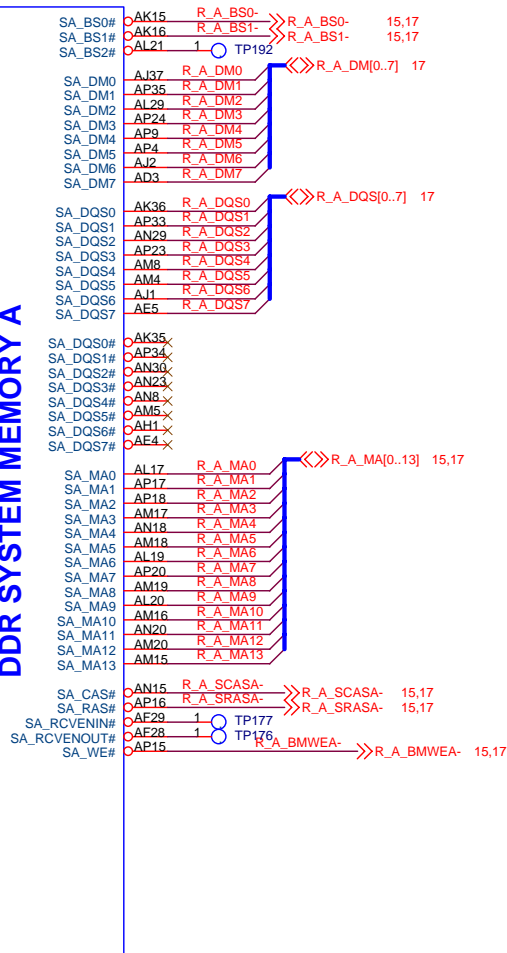 DDR SYSTEM MEMORY A
SA_BS0# AK15 R_A_BS0- R_A_BS0- 15,17
SA_BS1# AK16 R_A_BS1- R_A_BS1- 15,17
SA_BS2# AL21 1 TP192
R_A_DM[0..7] 17
SA_DM0 AJ37 R_A_DM0
SA_DM1 AP35 R_A_DM1
SA_DM2 AL29 R_A_DM2
SA_DM3 AP24 R_A_DM3
SA_DM4 AP9 R_A_DM4
SA_DM5 AP4 R_A_DM5
SA_DM6 AJ2 R_A_DM6
SA_DM7 AD3 R_A_DM7
R_A_DQS[0..7] 17
SA_DQS0 AK36 R_A_DQS0
SA_DQS1 AP33 R_A_DQS1
SA_DQS2 AN29 R_A_DQS2
SA_DQS3 AP23 R_A_DQS3
SA_DQS4 AM8 R_A_DQS4
SA_DQS5 AM4 R_A_DQS5
SA_DQS6 AJ1 R_A_DQS6
SA_DQS7 AE5 R_A_DQS7
SA_DQS0# AK35
SA_DQS1# AP34
SA_DQS2# AN30
SA_DQS3# AN23
SA_DQS4# AN8
SA_DQS5# AM5
SA_DQS6# AH1
SA_DQS7# AE4
R_A_MA[0..13] 15,17
SA_MA0 AL17 R_A_MA0
SA_MA1 AP17 R_A_MA1
SA_MA2 AP18 R_A_MA2
SA_MA3 AM17 R_A_MA3
SA_MA4 AN18 R_A_MA4
SA_MA5 AM18 R_A_MA5
SA_MA6 AL19 R_A_MA6
SA_MA7 AP20 R_A_MA7
SA_MA8 AM19 R_A_MA8
SA_MA9 AL20 R_A_MA9
SA_MA10 AM16 R_A_MA10
SA_MA11 AN20 R_A_MA11
SA_MA12 AM20 R_A_MA12
SA_MA13 AM15 R_A_MA13
SA_CAS# AN15 R_A_SCASA- R_A_SCASA- 15,17
SA_RAS# AP16 R_A_SRASA- R_A_SRASA- 15,17
SA_RCVENIN# AF29 1 TP177
SA_RCVENOUT# AF28 1 TP176
SA_WE# AP15 R_A_BMWEA- R_A_BMWEA- 15,17